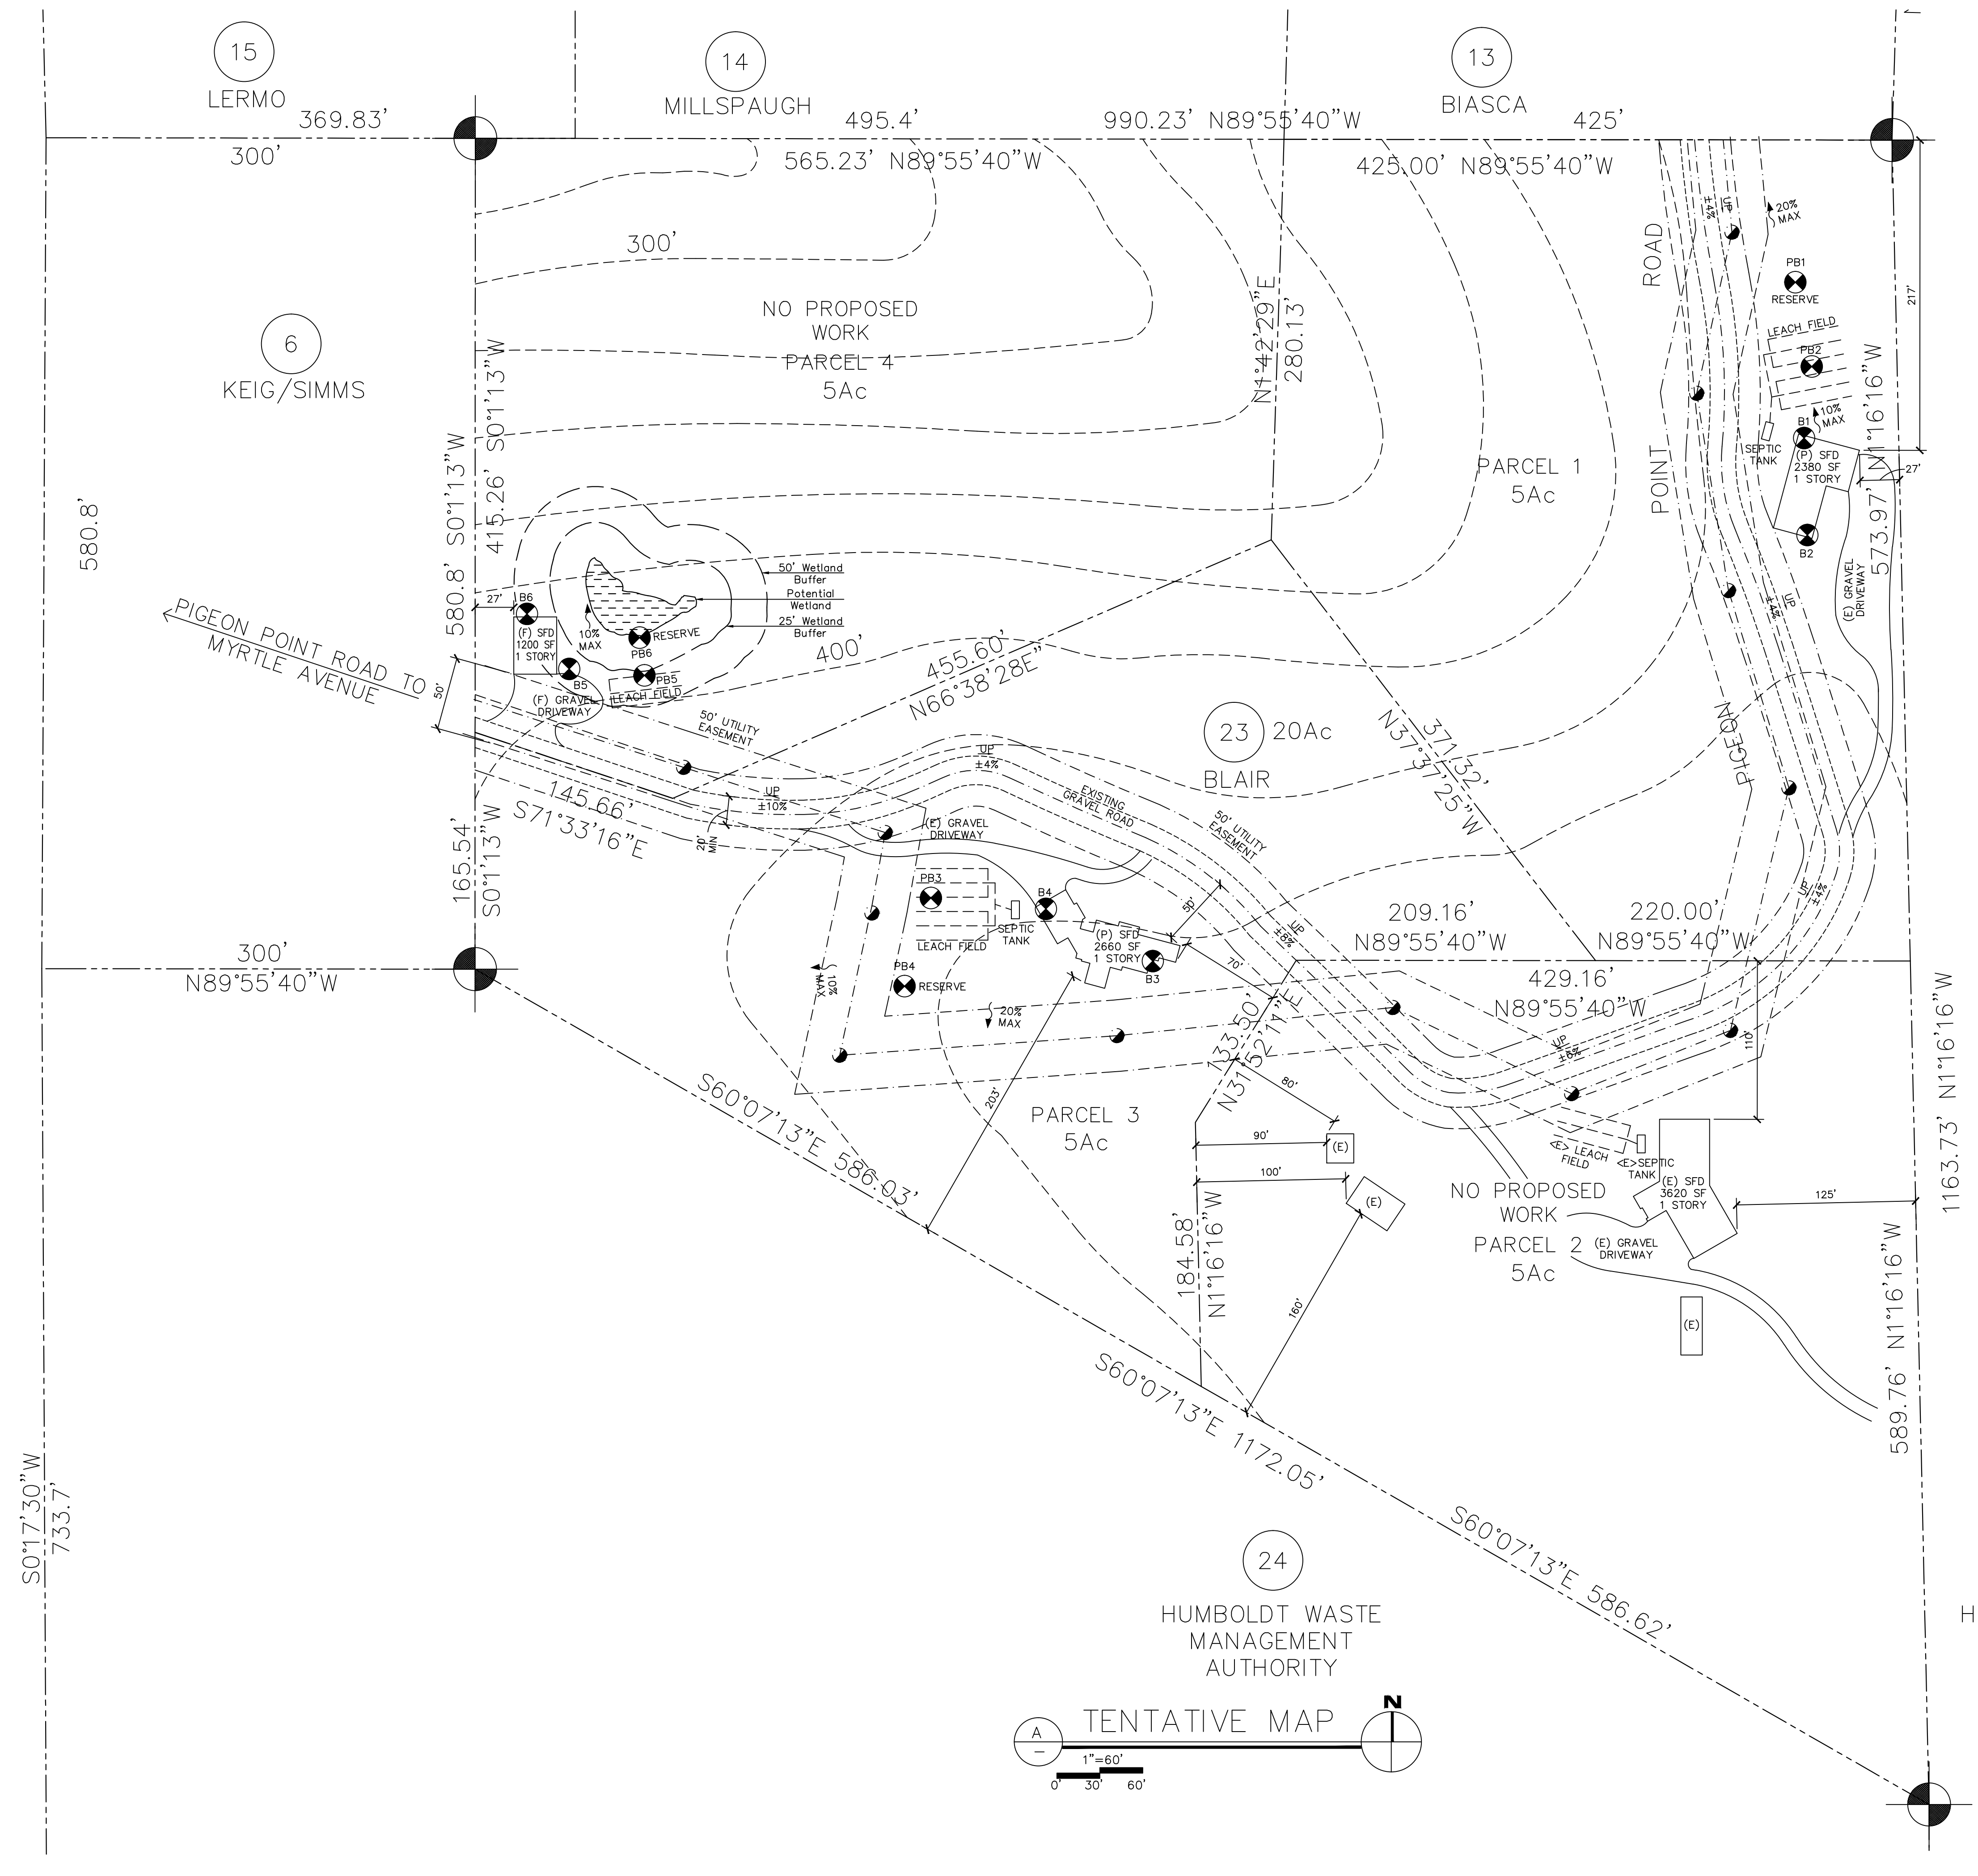 15
LERMO
369.83'
300'
14
MILLSPAUGH
495.4'
990.23' N89°55'40"W
565.23' N89°55'40"W
13
BIASCA
425'
425.00' N89°55'40"W
300'
NO PROPOSED
WORK
PARCEL 4
5Ac
6
KEIG/SIMMS
580.8'
580.8' S0°1'13"W
415.26' S0°1'13"W
N1°42'29"E
280.13'
PARCEL 1
5Ac
ROAD
POINT
PIGEON
UP
±4%
20%
MAX
PB1
RESERVE
LEACH FIELD
PB2
10%
MAX
B1
SEPTIC
TANK
(P) SFD
2380 SF
1 STORY
B2
217'
27'
573.97' N1°16'16"W
(E) GRAVEL
DRIVEWAY
UP
±4%
50' Wetland
Buffer
Potential
Wetland
25' Wetland
Buffer
27'
B6
(F) SFD
1200 SF
1 STORY
B5
10%
MAX
RESERVE
PB6
PB5
LEACH FIELD
(F) GRAVEL
DRIVEWAY
400'
455.60'
N66°38'28E"
PIGEON POINT ROAD TO
MYRTLE AVENUE
50'
50' UTILITY
EASEMENT
23
20Ac
BLAIR
371.32'
N37°37'25"W
145.66'
S71°33'16"E
165.54'
S0°1'13"W
20'
MIN
UP
±10%
UP
±4%
EXISTING
GRAVEL ROAD
50' UTILITY
EASEMENT
(E) GRAVEL
DRIVEWAY
PB3
LEACH FIELD
SEPTIC
TANK
B4
(P) SFD
2660 SF
1 STORY
B3
50'
70'
UP
±8%
PB4
RESERVE
10%
MAX
20%
MAX
209.16'
N89°55'40"W
220.00'
N89°55'40"W
429.16'
N89°55'40"W
UP
±4%
300'
N89°55'40"W
133.50'
N31°52'11"E
UP
±6%
110'
S60°07'13"E 586.03'
203'
PARCEL 3
5Ac
80'
90'
(E)
100'
(E)
160'
184.58'
N1°16'16"W
<E> LEACH
FIELD
<E>SEPTIC
TANK
(E) SFD
3620 SF
1 STORY
125'
NO PROPOSED
WORK
PARCEL 2
5Ac
(E) GRAVEL
DRIVEWAY
(E)
589.76' N1°16'16"W
1163.73' N1°16'16"W
S60°07'13"E 1172.05'
S60°07'13"E 586.62'
S0°17'30"W
733.7'
24
HUMBOLDT WASTE
MANAGEMENT
AUTHORITY
H
A
–
TENTATIVE MAP
N
1"=60'
0' 30' 60'